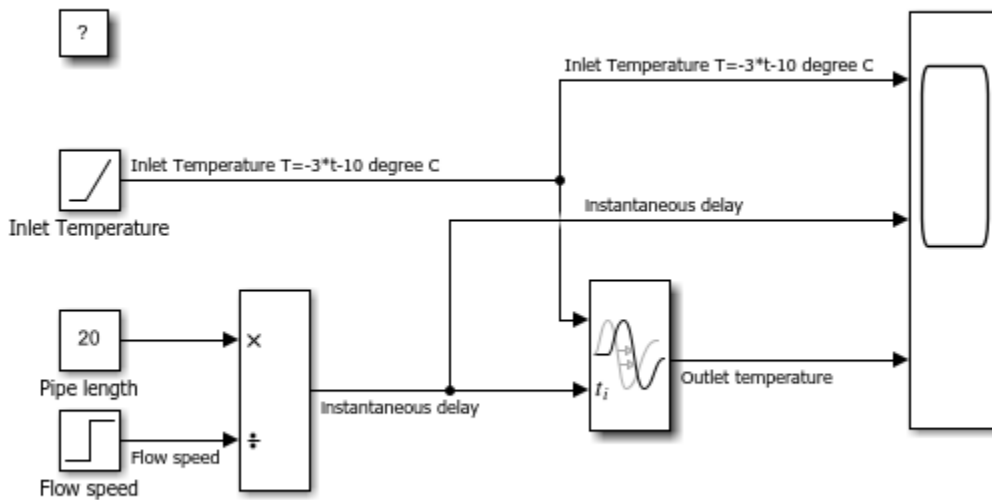 ?
Inlet Temperature T=-3*t-10 degree C
Inlet Temperature T=-3*t-10 degree C
Inlet Temperature
Instantaneous delay
20
×
Pipe length
t_i
Outlet temperature
Instantaneous delay
÷
Flow speed
Flow speed